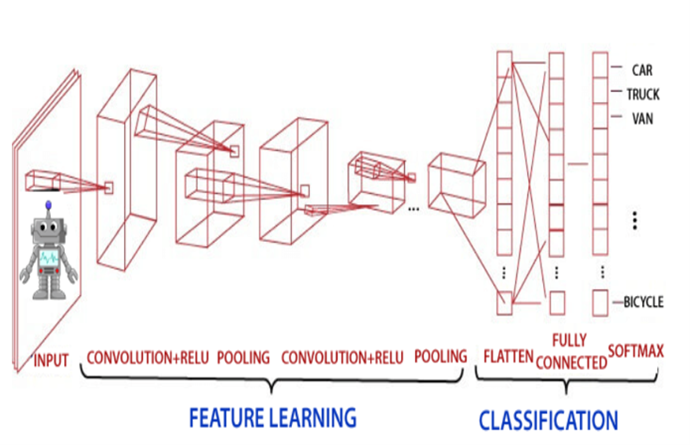 CAR
TRUCK
VAN
BICYCLE
INPUT
CONVOLUTION+RELU
POOLING
CONVOLUTION+RELU
POOLING
FLATTEN
FULLY
CONNECTED
SOFTMAX
FEATURE LEARNING
CLASSIFICATION